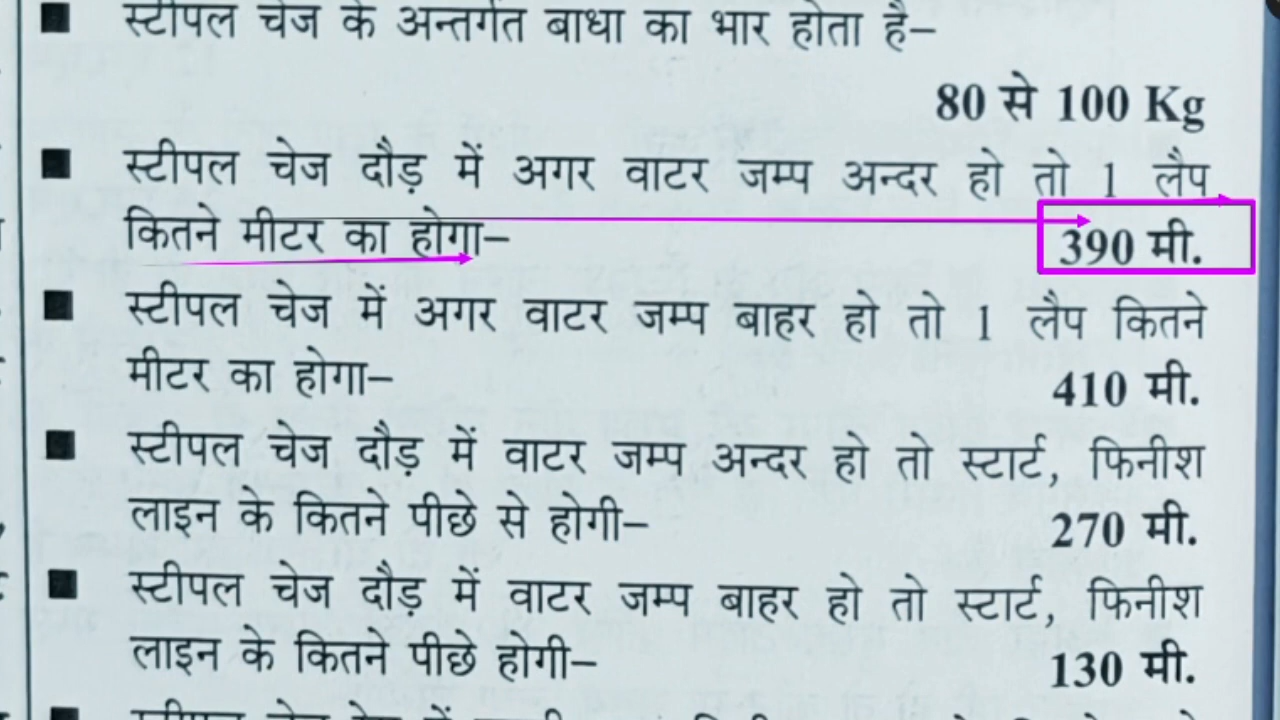 ■ स्टीपल चेज के अन्तर्गत बाधा का भार होता है–
80 से 100 Kg
■ स्टीपल चेज दौड़ में अगर वाटर जम्प अन्दर हो तो 1 लैप
कितने मीटर का होगा– 390 मी.
■ स्टीपल चेज में अगर वाटर जम्प बाहर हो तो 1 लैप कितने
मीटर का होगा– 410 मी.
■ स्टीपल चेज दौड़ में वाटर जम्प अन्दर हो तो स्टार्ट, फिनीश
लाइन के कितने पीछे से होगी– 270 मी.
■ स्टीपल चेज दौड़ में वाटर जम्प बाहर हो तो स्टार्ट, फिनीश
लाइन के कितने पीछे होगी– 130 मी.